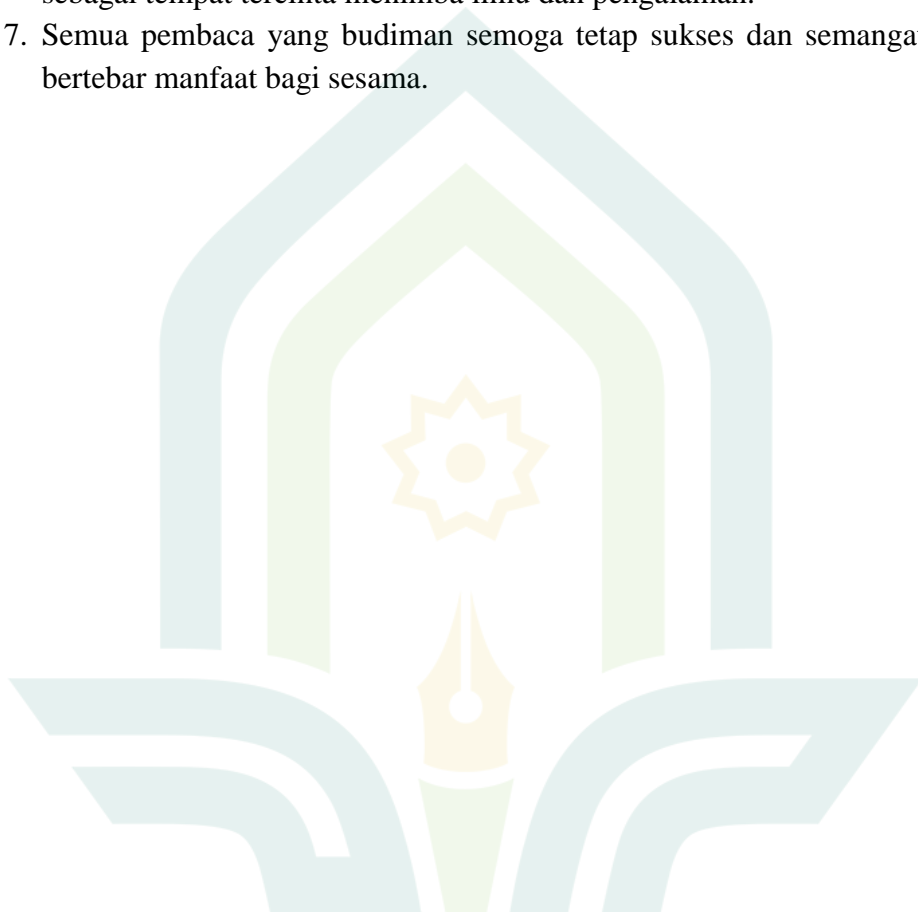 sebagai tempat tercinta menimba ilmu dan pengalaman.
7. Semua pembaca yang budiman semoga tetap sukses dan semangat
bertebar manfaat bagi sesama.